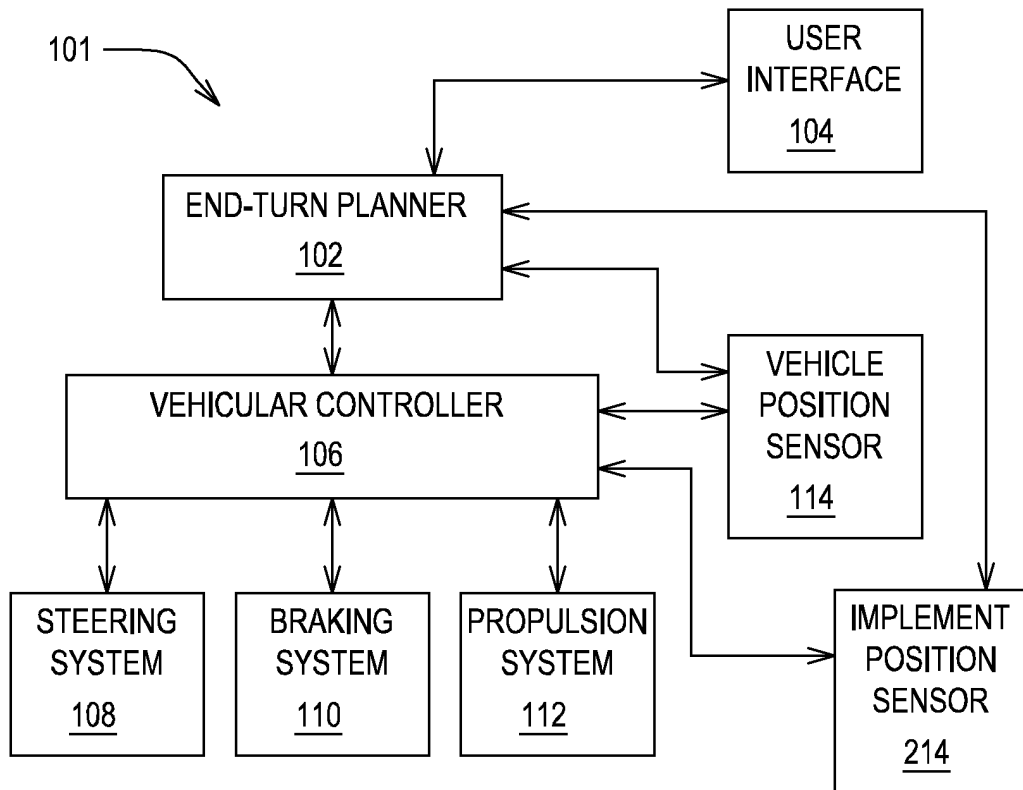 101
USER
INTERFACE
104
END-TURN PLANNER
102
VEHICULAR CONTROLLER
106
VEHICLE
POSITION
SENSOR
114
STEERING
SYSTEM
108
BRAKING
SYSTEM
110
PROPULSION
SYSTEM
112
IMPLEMENT
POSITION
SENSOR
214